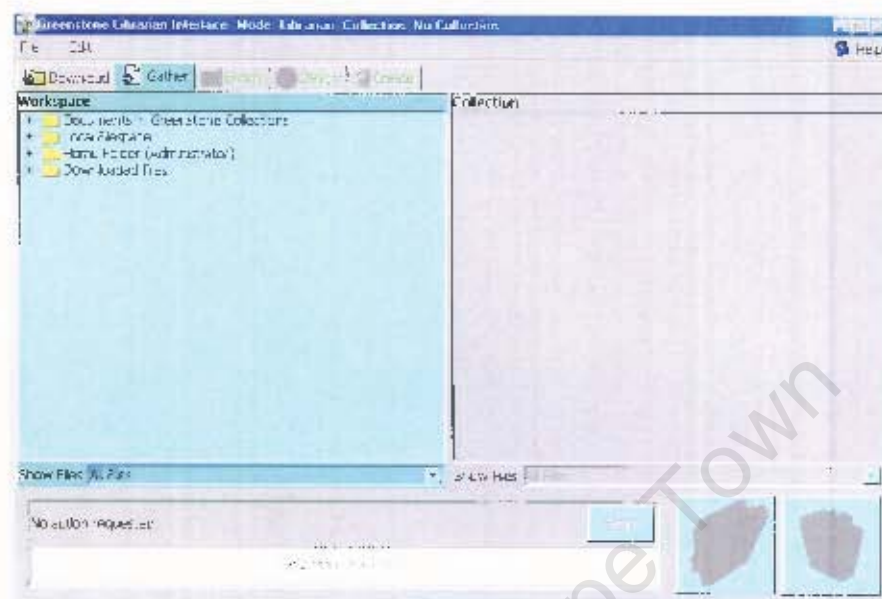 Greenstone Librarian Interface Mode: Librarian Collection: No Collection
File Edit Help
Download Gather Enrich Design Create
Workspace
Collection
Documents in Greenstone Collections
Local Filespace
Home Folder (Administrator)
Downloaded Files
Show Files All Files
Show Files
No action requested
pe Town